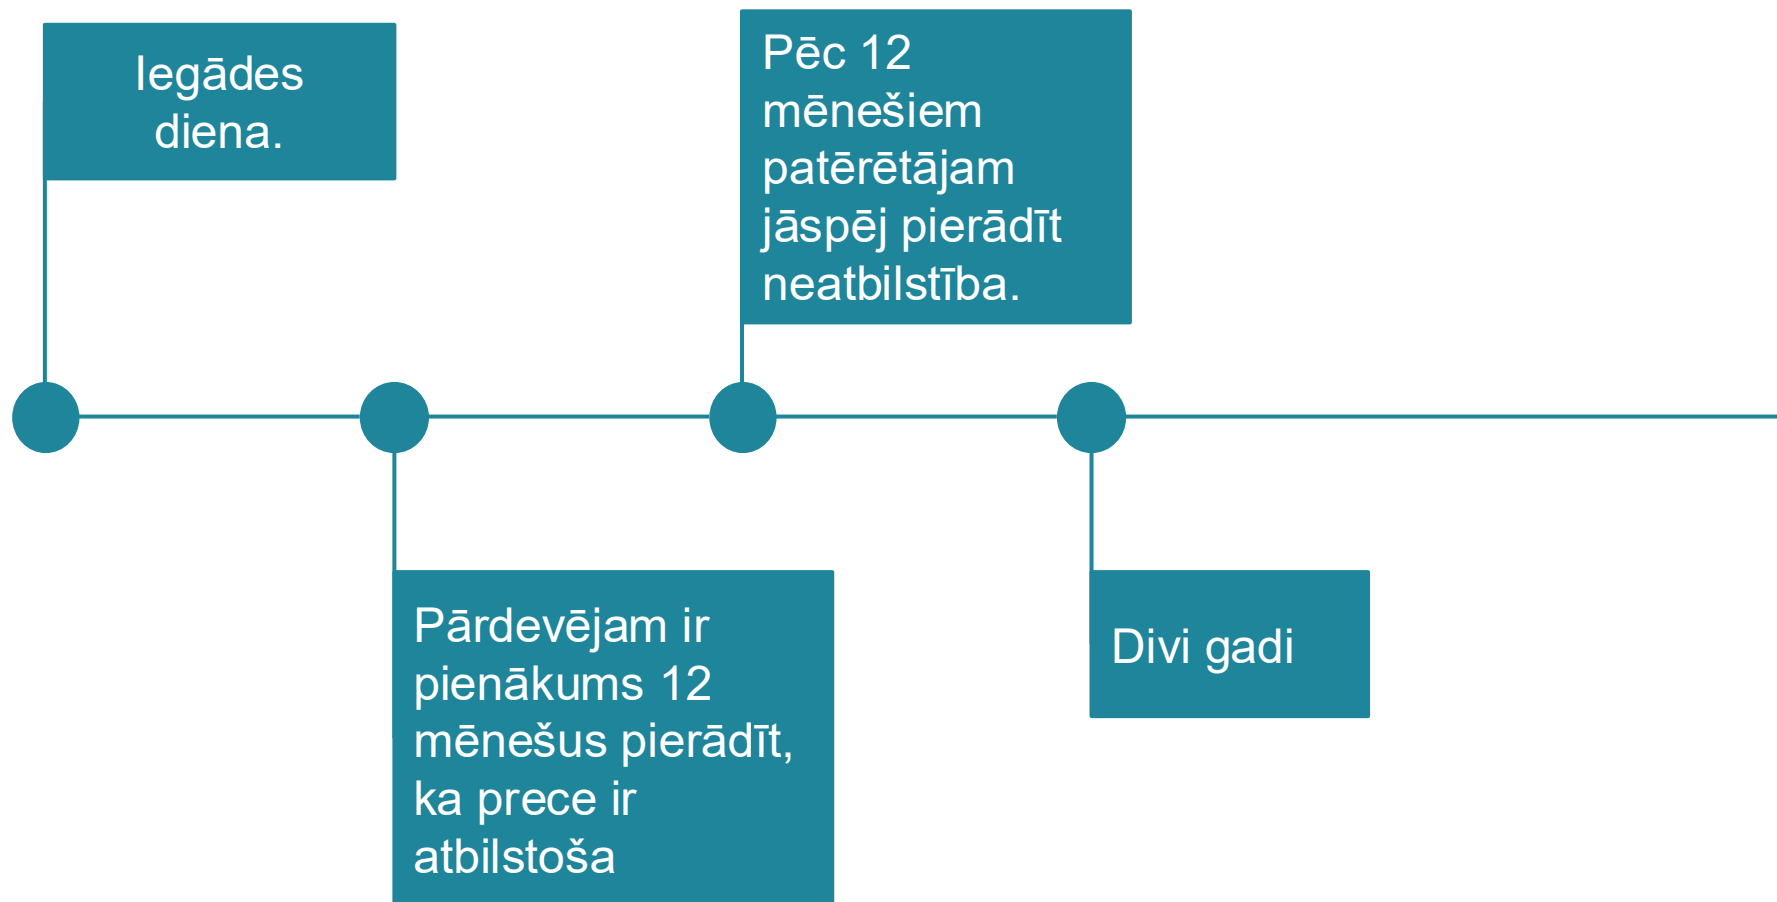 Iegādes
diena.
Pārdevējam ir
pienākums 12
mēnešus pierādīt,
ka prece ir
atbilstoša
Pēc 12
mēnešiem
patērētājam
jāspēj pierādīt
neatbilstība.
Divi gadi